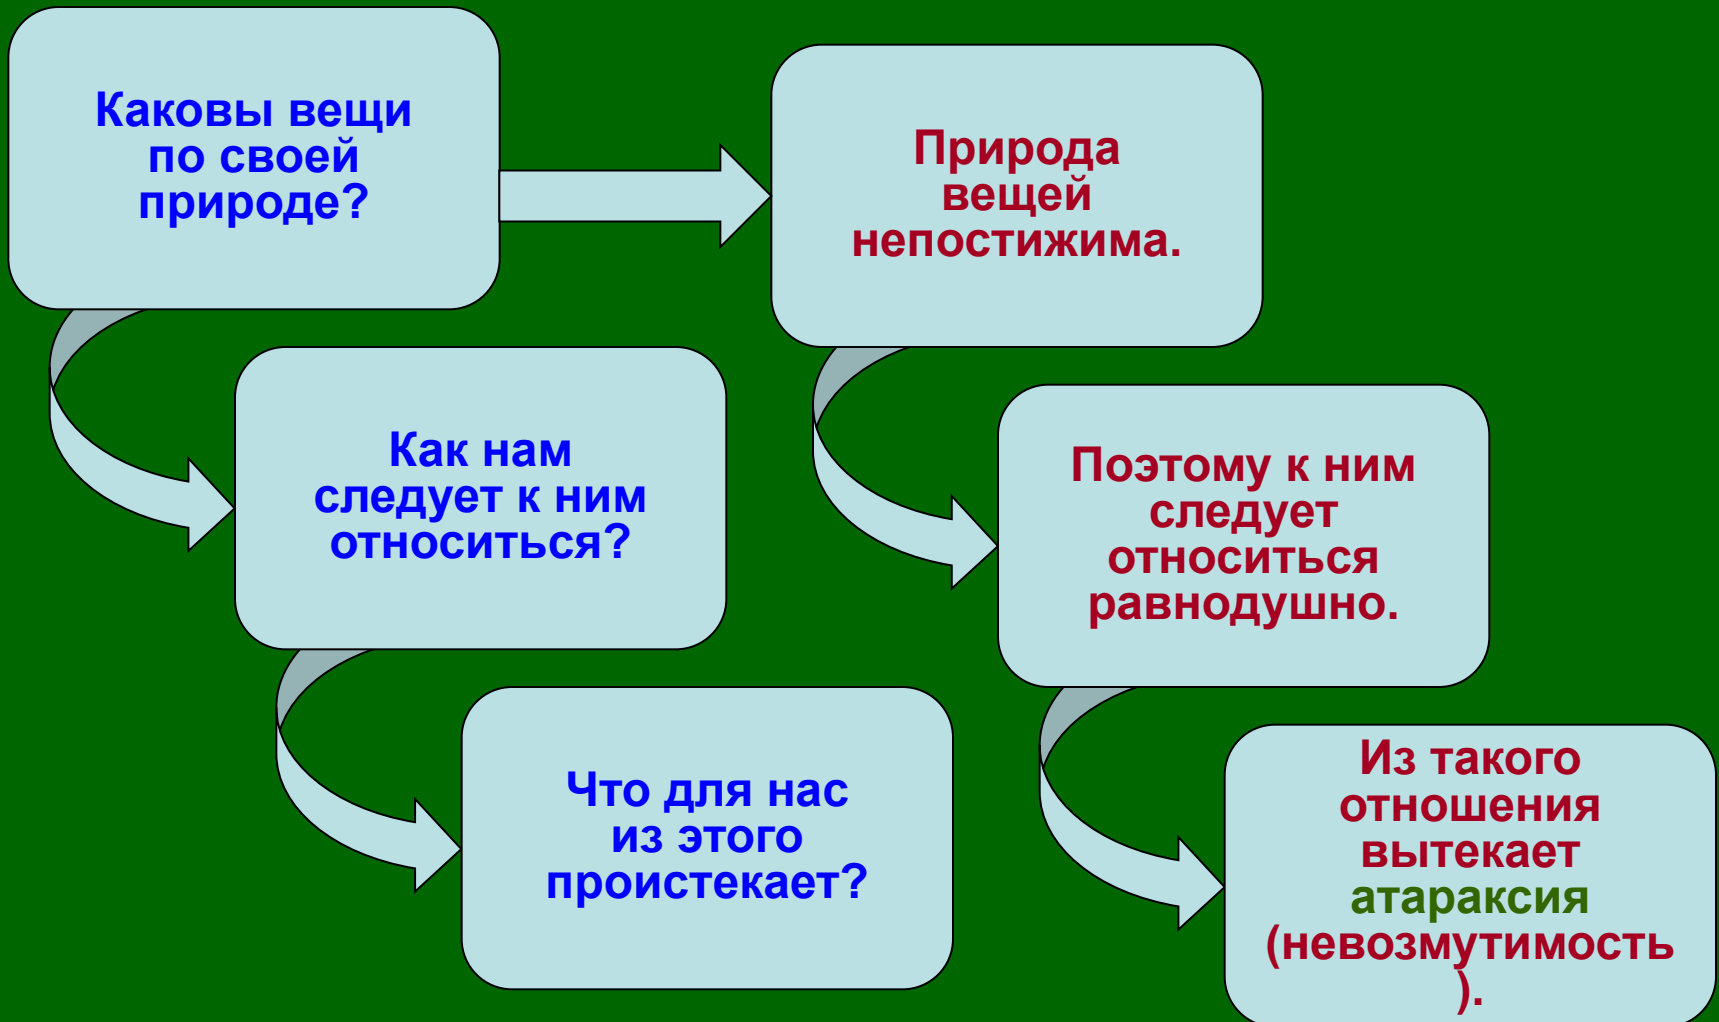 Каковы вещи
по своей
природе?
Природа
вещей
непостижима.
Как нам
следует к ним
относиться?
Поэтому к ним
следует
относиться
равнодушно.
Что для нас
из этого
проистекает?
Из такого
отношения
вытекает
атараксия
(невозмутимость
).